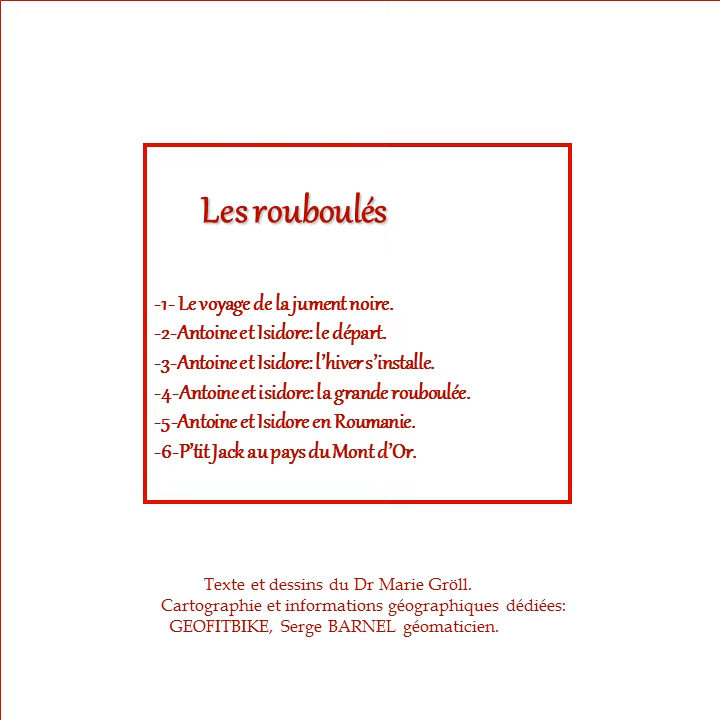 Les rouboulés
-1- Le voyage de la jument noire.
-2-Antoine et Isidore: le départ.
-3-Antoine et Isidore: l'hiver s'installe.
-4-Antoine et isidore: la grande rouboulée.
-5-Antoine et Isidore en Roumanie.
-6-P'tit Jack au pays du Mont d'Or.
Texte et dessins du Dr Marie Gröll.
Cartographie et informations géographiques dédiées:
GEOFITBIKE, Serge BARNEL géomaticien.